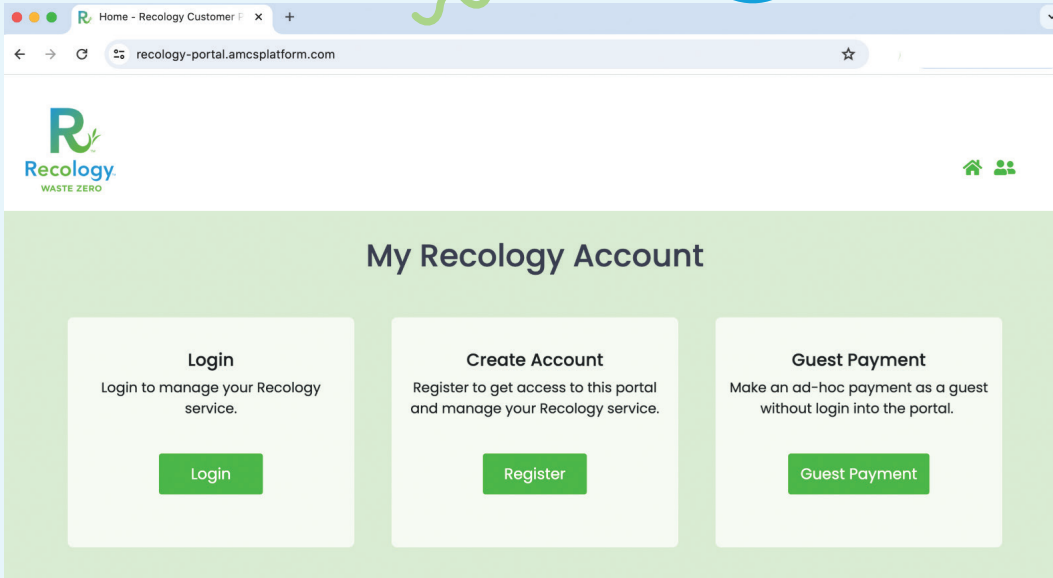 Home - Recology Customer P
recology-portal.amcsplatform.com
R
Recology
WASTE ZERO
My Recology Account
Login
Login to manage your Recology
service.
Login
Create Account
Register to get access to this portal
and manage your Recology service.
Register
Guest Payment
Make an ad-hoc payment as a guest
without login into the portal.
Guest Payment